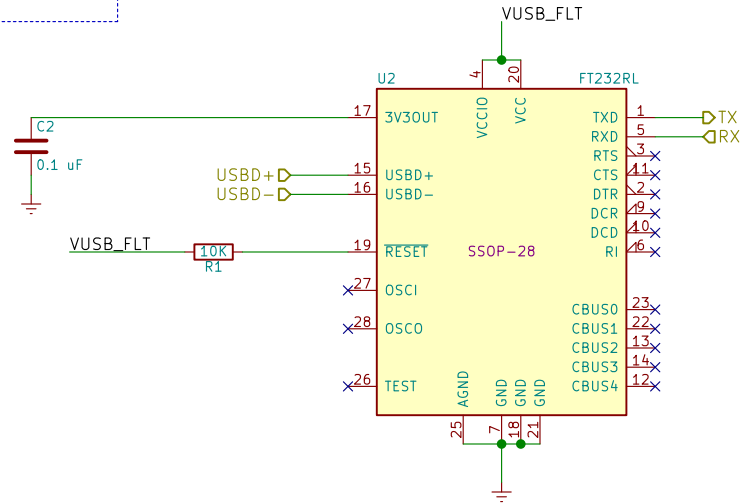 VUSB_FLT
U2
FT232RL
4
20
VCCIO
VCC
C2
0.1 uF
17
3V3OUT
TXD
1
TX
RXD
5
RX
RTS
3
USBD+
15
USBD+
CTS
11
USBD-
16
USBD-
DTR
2
DCR
9
DCD
10
VUSB_FLT
10K
R1
19
RESET
SSOP-28
RI
6
27
OSCI
CBUS0
23
28
OSCO
CBUS1
22
CBUS2
13
CBUS3
14
26
TEST
CBUS4
12
AGND
GND
GND
GND
25
7
18
21